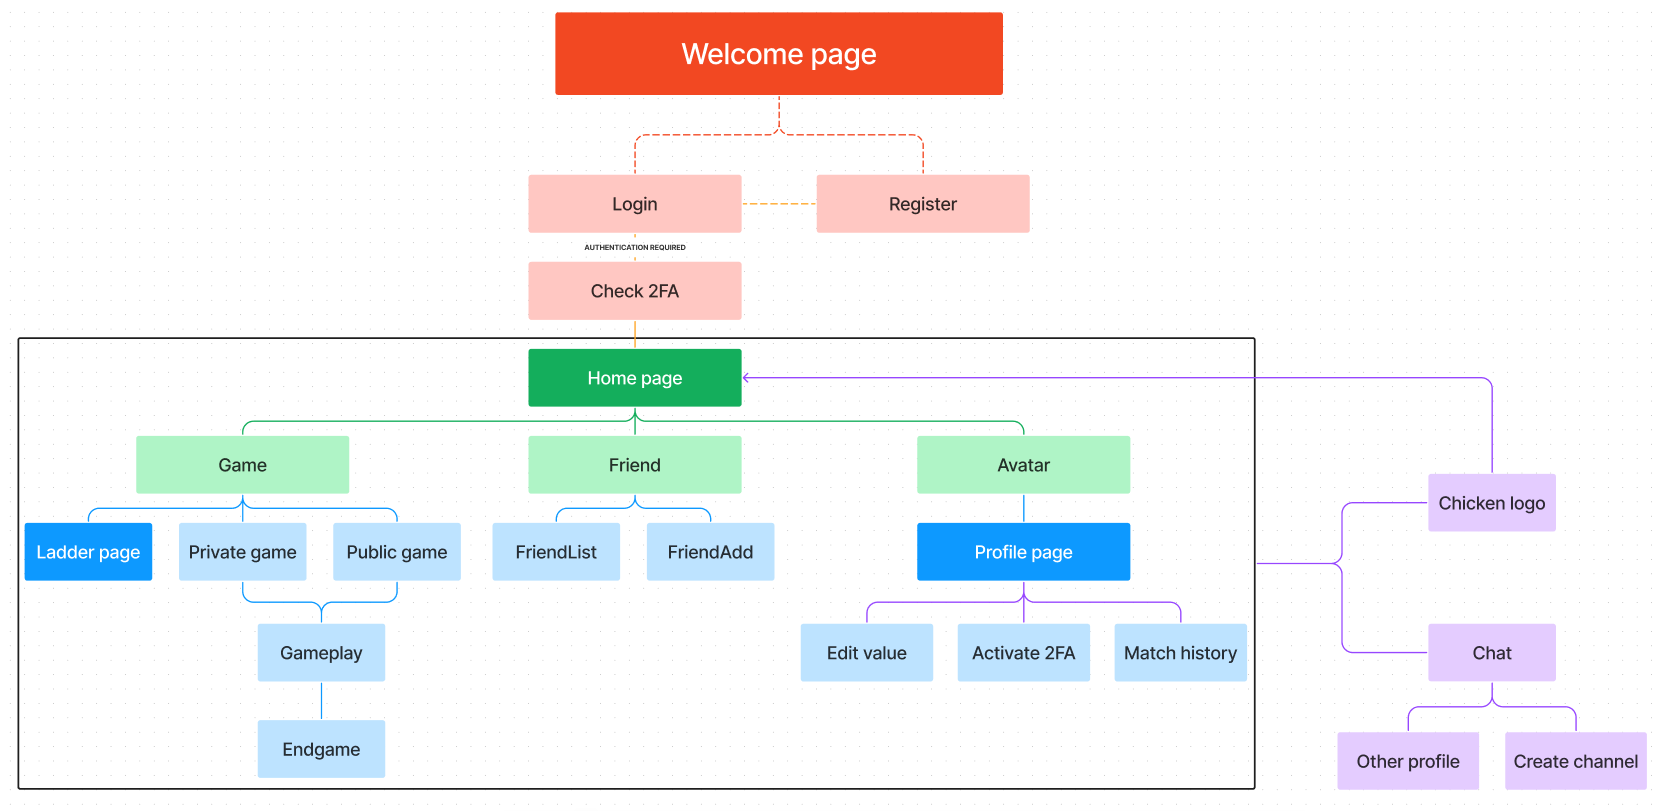 Welcome page
Login
Register
AUTHENTICATION REQUIRED
Check 2FA
Home page
Game
Friend
Avatar
Chicken logo
Ladder page
Private game
Public game
FriendList
FriendAdd
Profile page
Gameplay
Edit value
Activate 2FA
Match history
Chat
Endgame
Other profile
Create channel